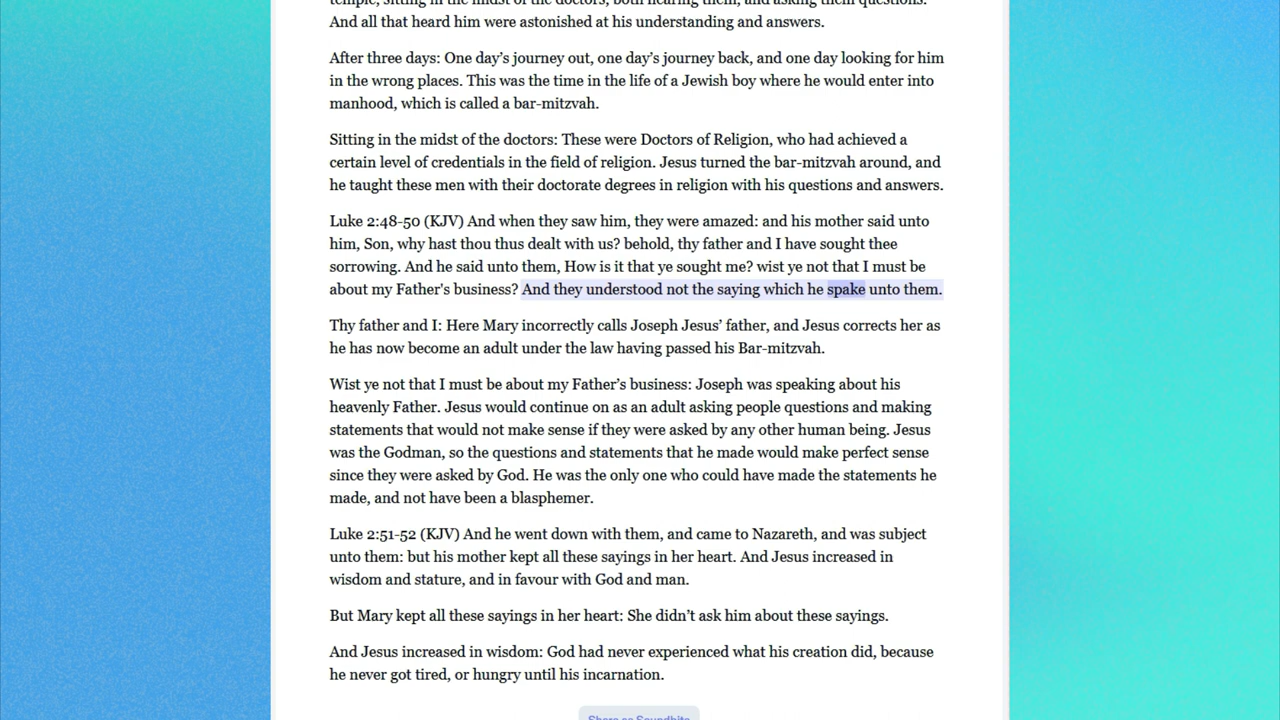 temple, sitting in the midst of the doctors, both hearing them, and asking them questions.
And all that heard him were astonished at his understanding and answers.
After three days: One day’s journey out, one day’s journey back, and one day looking for him
in the wrong places. This was the time in the life of a Jewish boy where he would enter into
manhood, which is called a bar-mitzvah.
Sitting in the midst of the doctors: These were Doctors of Religion, who had achieved a
certain level of credentials in the field of religion. Jesus turned the bar-mitzvah around, and
he taught these men with their doctorate degrees in religion with his questions and answers.
Luke 2:48-50 (KJV) And when they saw him, they were amazed: and his mother said unto
him, Son, why hast thou thus dealt with us? behold, thy father and I have sought thee
sorrowing. And he said unto them, How is it that ye sought me? wist ye not that I must be
about my Father's business? And they understood not the saying which he spake unto them.
Thy father and I: Here Mary incorrectly calls Joseph Jesus’ father, and Jesus corrects her as
he has now become an adult under the law having passed his Bar-mitzvah.
Wist ye not that I must be about my Father’s business: Joseph was speaking about his
heavenly Father. Jesus would continue on as an adult asking people questions and making
statements that would not make sense if they were asked by any other human being. Jesus
was the Godman, so the questions and statements that he made would make perfect sense
since they were asked by God. He was the only one who could have made the statements he
made, and not have been a blasphemer.
Luke 2:51-52 (KJV) And he went down with them, and came to Nazareth, and was subject
unto them: but his mother kept all these sayings in her heart. And Jesus increased in
wisdom and stature, and in favour with God and man.
But Mary kept all these sayings in her heart: She didn’t ask him about these sayings.
And Jesus increased in wisdom: God had never experienced what his creation did, because
he never got tired, or hungry until his incarnation.
Share as Soundbite